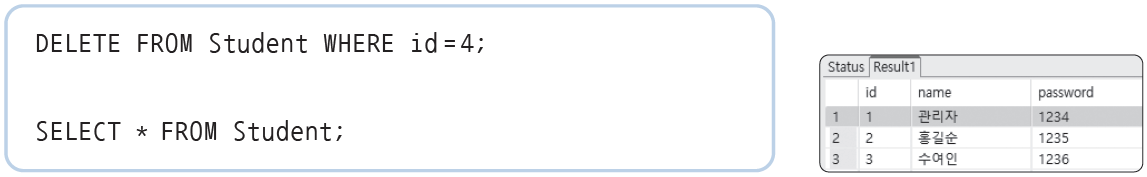 DELETE FROM Student WHERE id=4;
SELECT * FROM Student;
Status Result1
id name password
1 1 관리자 1234
2 2 홍길순 1235
3 3 수여인 1236